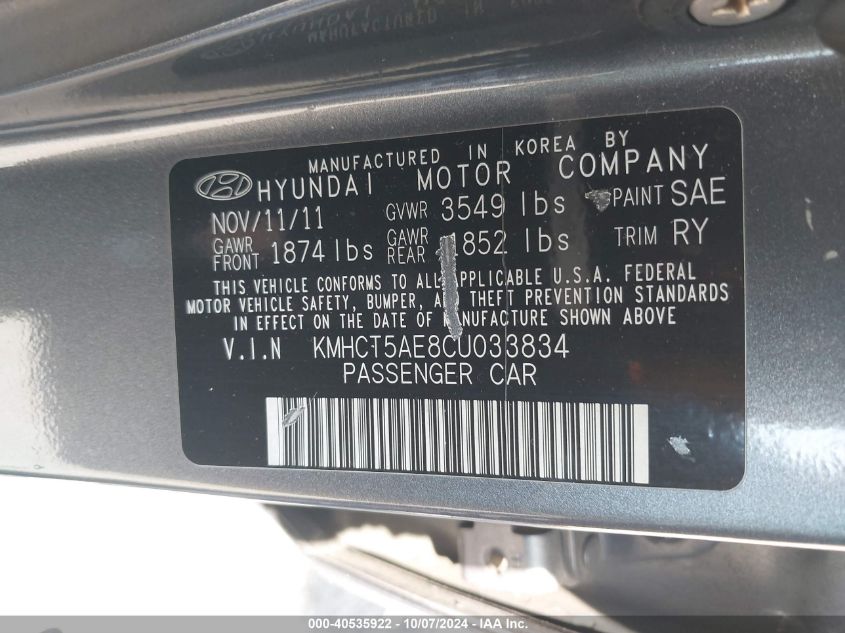 MANUFACTURED IN KOREA BY
HYUNDAI MOTOR COMPANY
NOV/11/11 GVWR 3549 lbs PAINT SAE
GAWR FRONT 1874 lbs GAWR REAR 1852 lbs TRIM RY
THIS VEHICLE CONFORMS TO ALL APPLICABLE U.S.A. FEDERAL
MOTOR VEHICLE SAFETY, BUMPER, AND THEFT PREVENTION STANDARDS
IN EFFECT ON THE DATE OF MANUFACTURE SHOWN ABOVE
V.I.N KMHCT5AE8CU033834
PASSENGER CAR
000-40535922 - 10/07/2024 - IAA Inc.